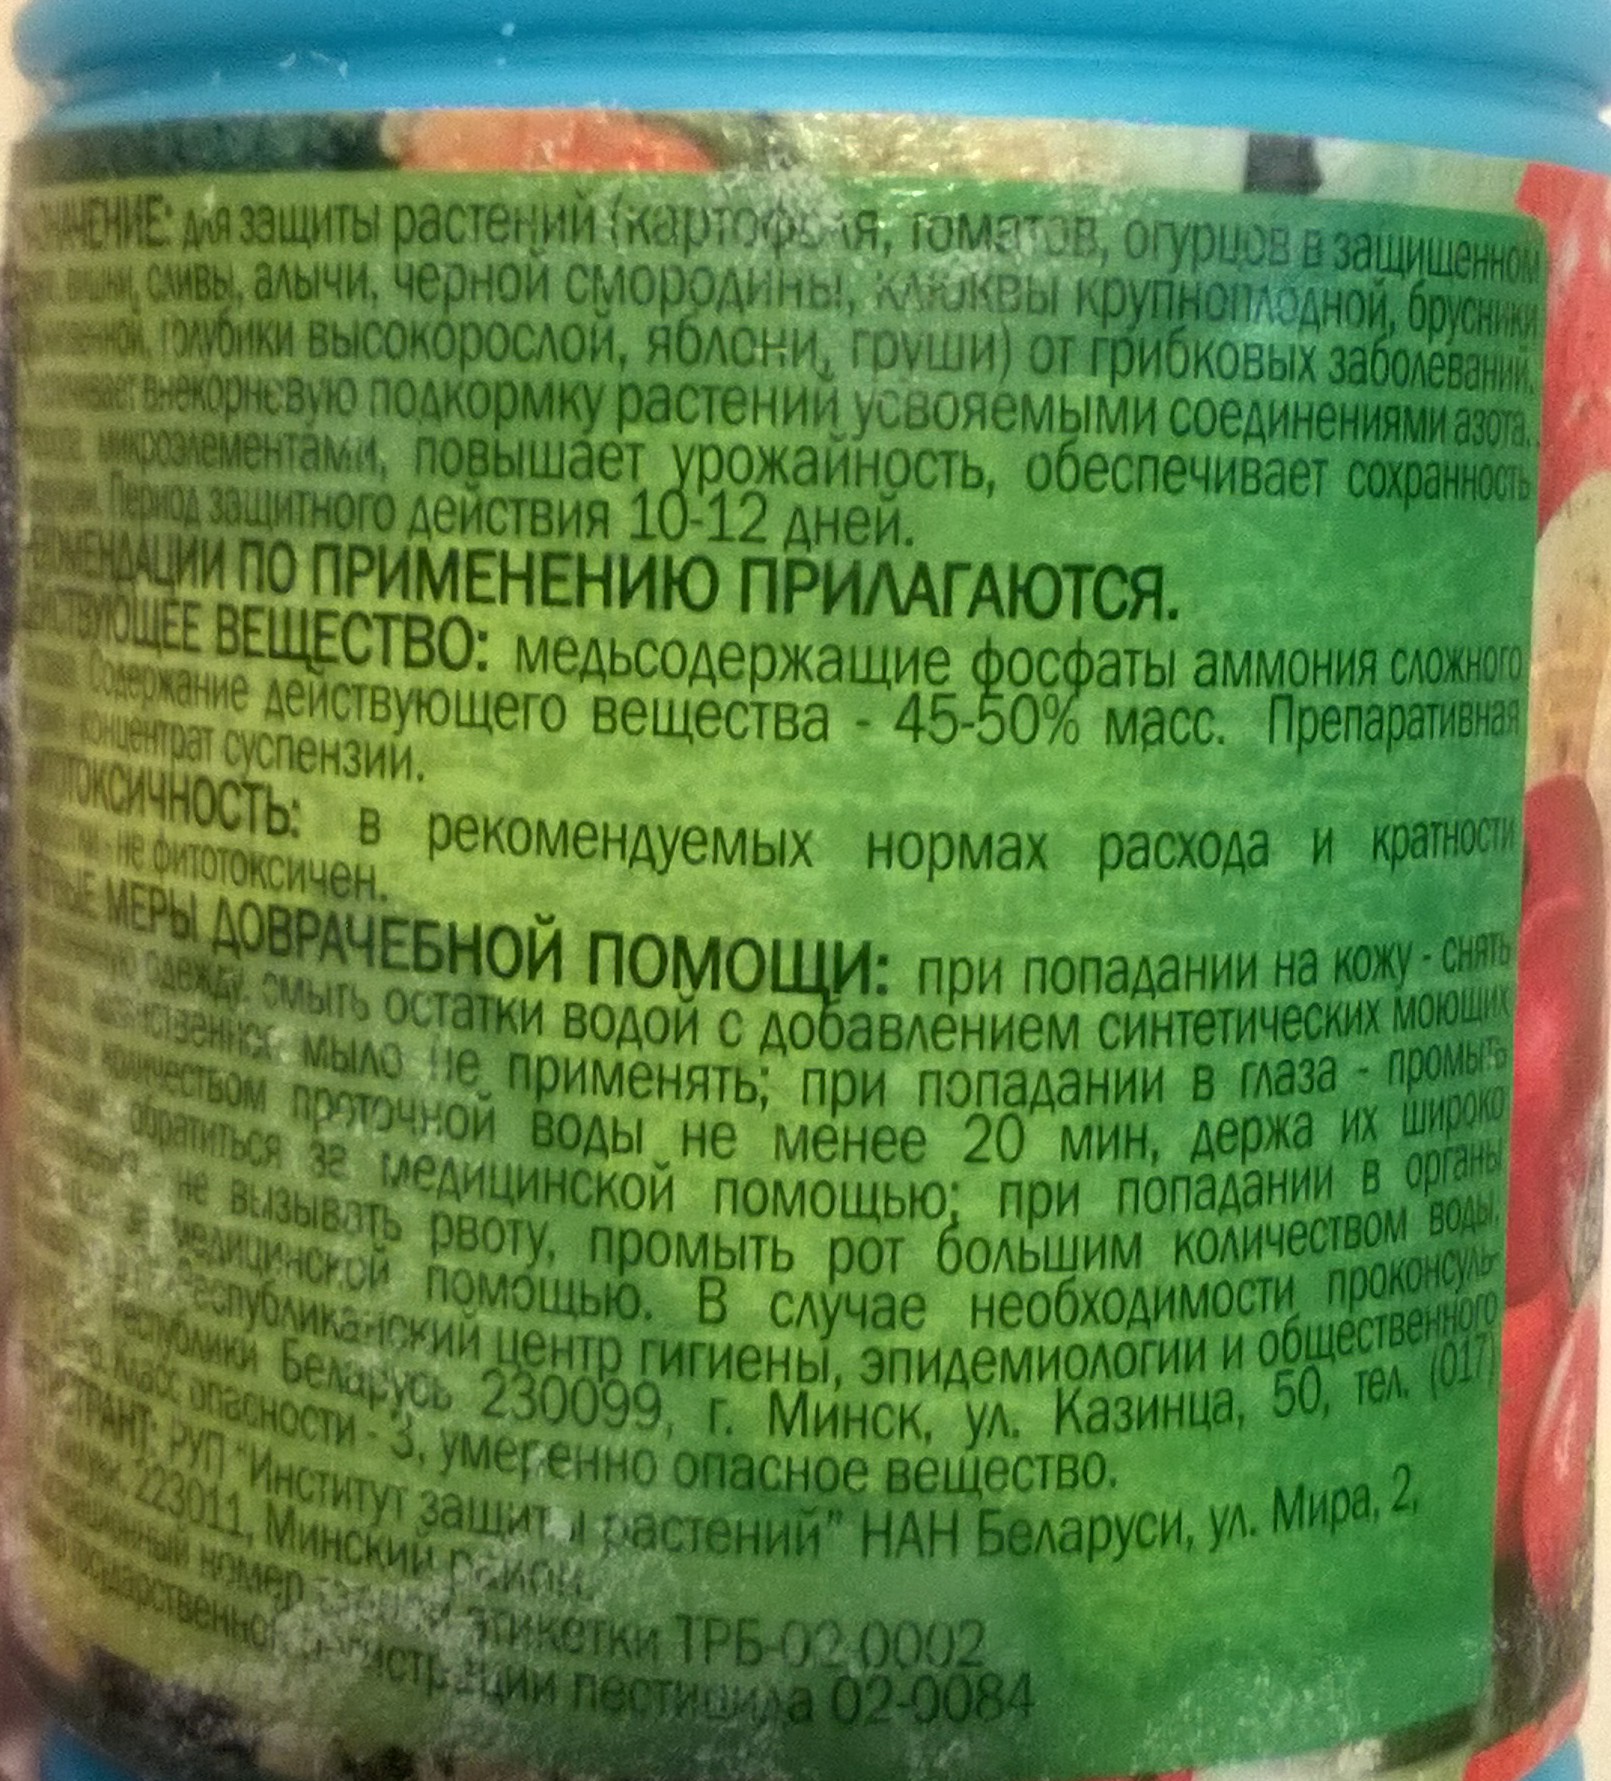 для защиты растений (картофеля, томатов, огурцов в защищенном
сливы, алычи, черной смородины, клюквы крупноплодной, брусники
голубики высокорослой, яблони, груши) от грибковых заболеваний.
внекорневую подкормку растений усвояемыми соединениями азота,
микроэлементами, повышает урожайность, обеспечивает сохранность
Период защитного действия 10-12 дней.
ПО ПРИМЕНЕНИЮ ПРИЛАГАЮТСЯ.
ВЕЩЕСТВО: медьсодержащие фосфаты аммония сложного
Содержание действующего вещества - 45-50% масс. Препаративная
концентрат суспензии.
в рекомендуемых нормах расхода и кратности
- не фитотоксичен.
МЕРЫ ДОВРАЧЕБНОЙ ПОМОЩИ: при попадании на кожу - снять
одежду, смыть остатки водой с добавлением синтетических моющих
мыло не применять; при попадании в глаза - промыть
количеством проточной воды не менее 20 мин, держа их широко
обратиться за медицинской помощью; при попадании в органы
не вызывать рвоту, промыть рот большим количеством воды,
медицинской помощью. В случае необходимости проконсуль-
Республиканский центр гигиены, эпидемиологии и общественного
Республики Беларусь 230099, г. Минск, ул. Казинца, 50, тел. (017)
опасности - 3, умеренно опасное вещество.
РУП "Институт защиты растений" НАН Беларуси, ул. Мира, 2,
223011, Минский район.
номер тарной этикетки ТРБ-02-0002
государственной регистрации пестицида 02-0084